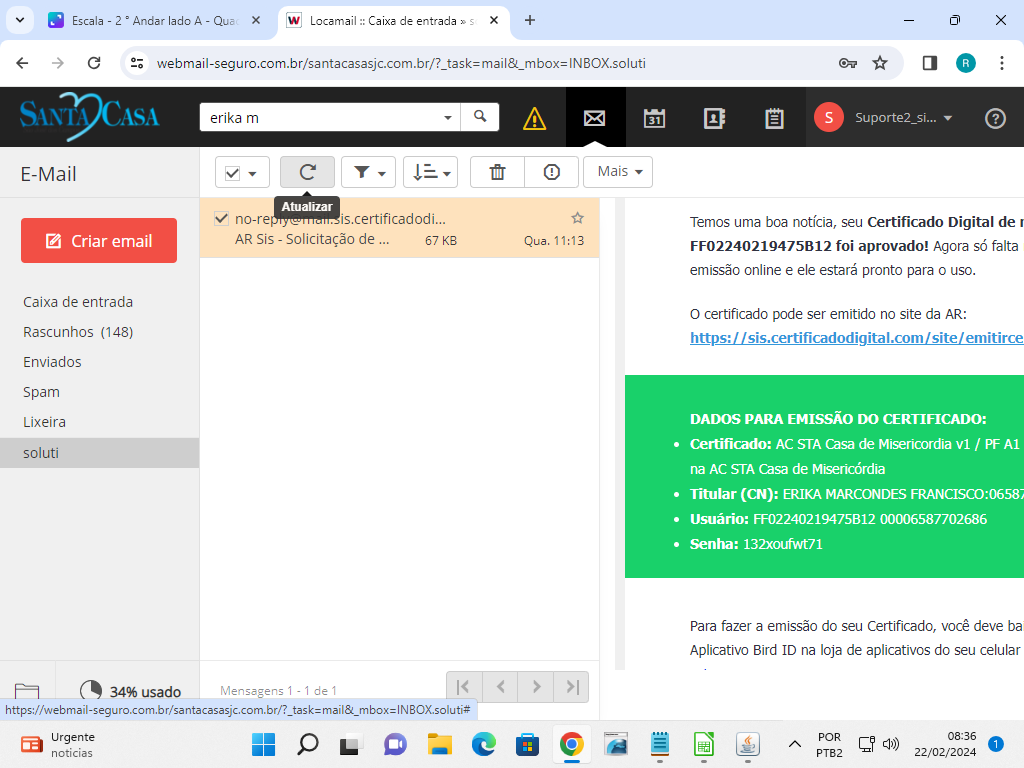 Escala - 2 ° Andar lado A - Qua
Locamail :: Caixa de entrada » s
webmail-seguro.com.br/santacasasjc.com.br/?_task=mail&_mbox=INBOX.soluti
R
SANTA CASA
erika m
31
S
Suporte2_si...
E-Mail
Mais
Atualizar
Criar email
no-reply@mail.sis.certificadodi...
AR Sis - Solicitação de ...
67 KB
Qua. 11:13
Caixa de entrada
Rascunhos (148)
Enviados
Spam
Lixeira
soluti
Temos uma boa notícia, seu Certificado Digital de
FF02240219475B12 foi aprovado! Agora só falta
emissão online e ele estará pronto para o uso.
O certificado pode ser emitido no site da AR:
https://sis.certificadodigital.com/site/emitirce
DADOS PARA EMISSÃO DO CERTIFICADO:
Certificado: AC STA Casa de Misericordia v1 / PF A1
na AC STA Casa de Misericórdia
Titular (CN): ERIKA MARCONDES FRANCISCO:06587
Usuário: FF02240219475B12 00006587702686
Senha: 132xoufwt71
Para fazer a emissão do seu Certificado, você deve bai
Aplicativo Bird ID na loja de aplicativos do seu celular
34% usado
Mensagens 1 - 1 de 1
https://webmail-seguro.com.br/santacasasjc.com.br/?_task=mail&_mbox=INBOX.soluti#
Urgente
notícias
POR
PTB2
08:36
22/02/2024
1